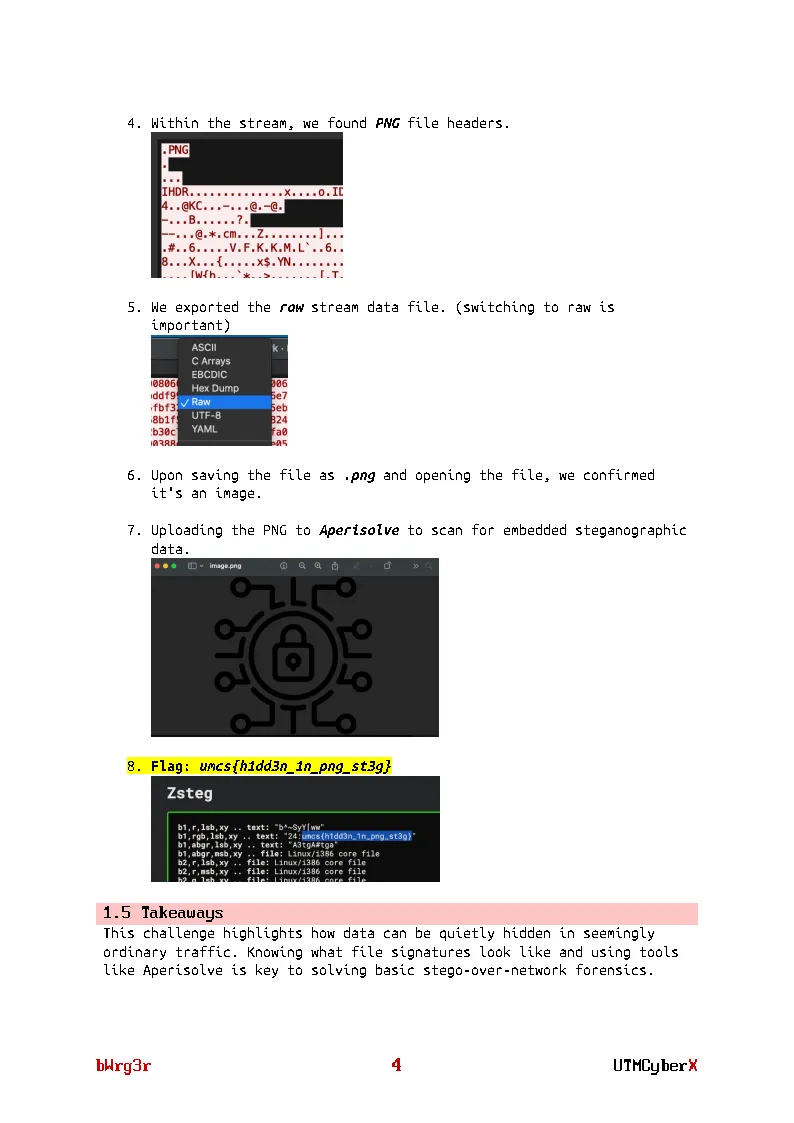 4. Within the stream, we found PNG file headers.
.PNG
.
...
IHDR..............x....o.ID
4..@KC...-...@.-@.
-...B......?.
--...@.*.cm...Z........]...
.#..6.....V.F.K.K.M.L`..6..
8...X...{.....x$.YN........
5. We exported the raw stream data file. (switching to raw is
important)
ASCII
C Arrays
EBCDIC
Hex Dump
✓ Raw
UTF-8
YAML
6. Upon saving the file as .png and opening the file, we confirmed
it's an image.
7. Uploading the PNG to Aperisolve to scan for embedded steganographic
data.
image.png
8. Flag: umcs{h1dd3n_1n_png_st3g}
Zsteg
b1,r,lsb,xy .. text: "b^~SyY[ww"
b1,rgb,lsb,xy .. text: "24:umcs{h1dd3n_1n_png_st3g}"
b1,abgr,lsb,xy .. text: "A3tgA#tga"
b1,abgr,msb,xy .. file: Linux/i386 core file
b2,r,lsb,xy .. file: Linux/i386 core file
b2,r,msb,xy .. file: Linux/i386 core file
b2,g,lsb,xy .. file: Linux/i386 core file
1.5 Takeaways
This challenge highlights how data can be quietly hidden in seemingly
ordinary traffic. Knowing what file signatures look like and using tools
like Aperisolve is key to solving basic stego-over-network forensics.
bWrg3r 4 UTMCyberX